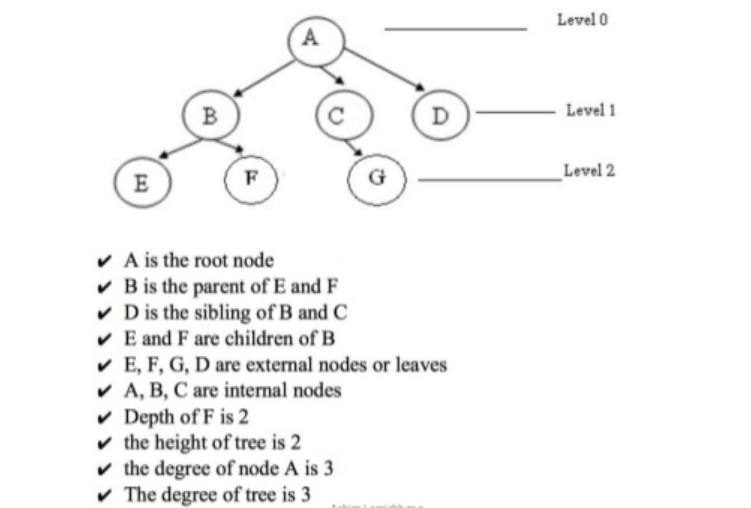 A
Level 0
B
C
D
Level 1
E
F
G
Level 2
✔ A is the root node
✔ B is the parent of E and F
✔ D is the sibling of B and C
✔ E and F are children of B
✔ E, F, G, D are external nodes or leaves
✔ A, B, C are internal nodes
✔ Depth of F is 2
✔ the height of tree is 2
✔ the degree of node A is 3
✔ The degree of tree is 3